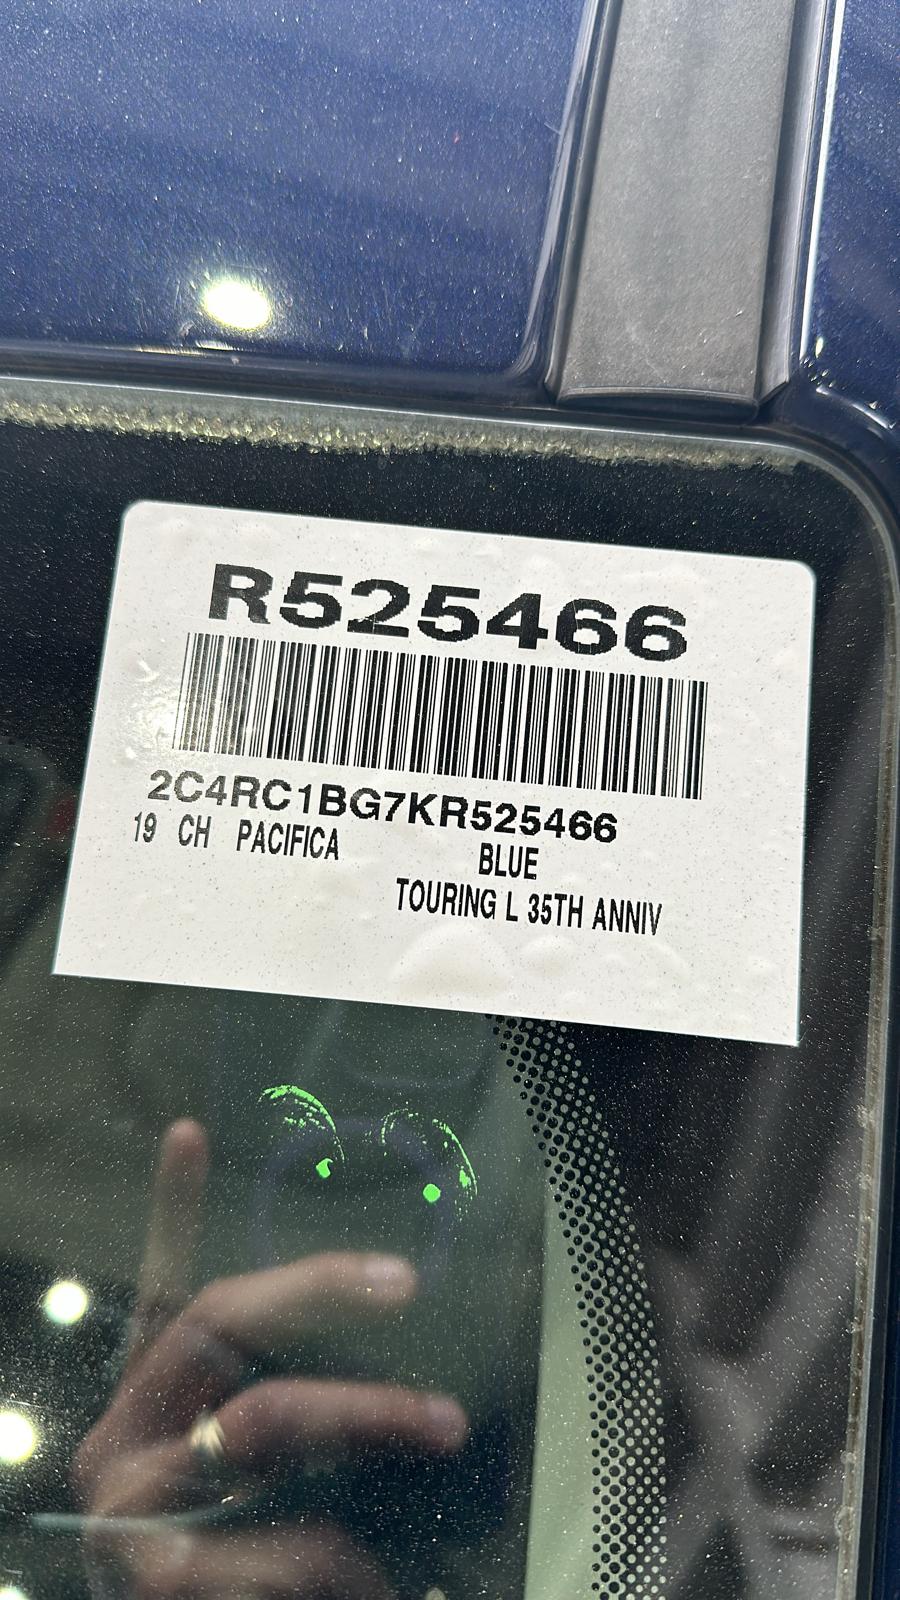 R525466
2C4RC1BG7KR525466
19 CH PACIFICA BLUE
TOURING L 35TH ANNIV